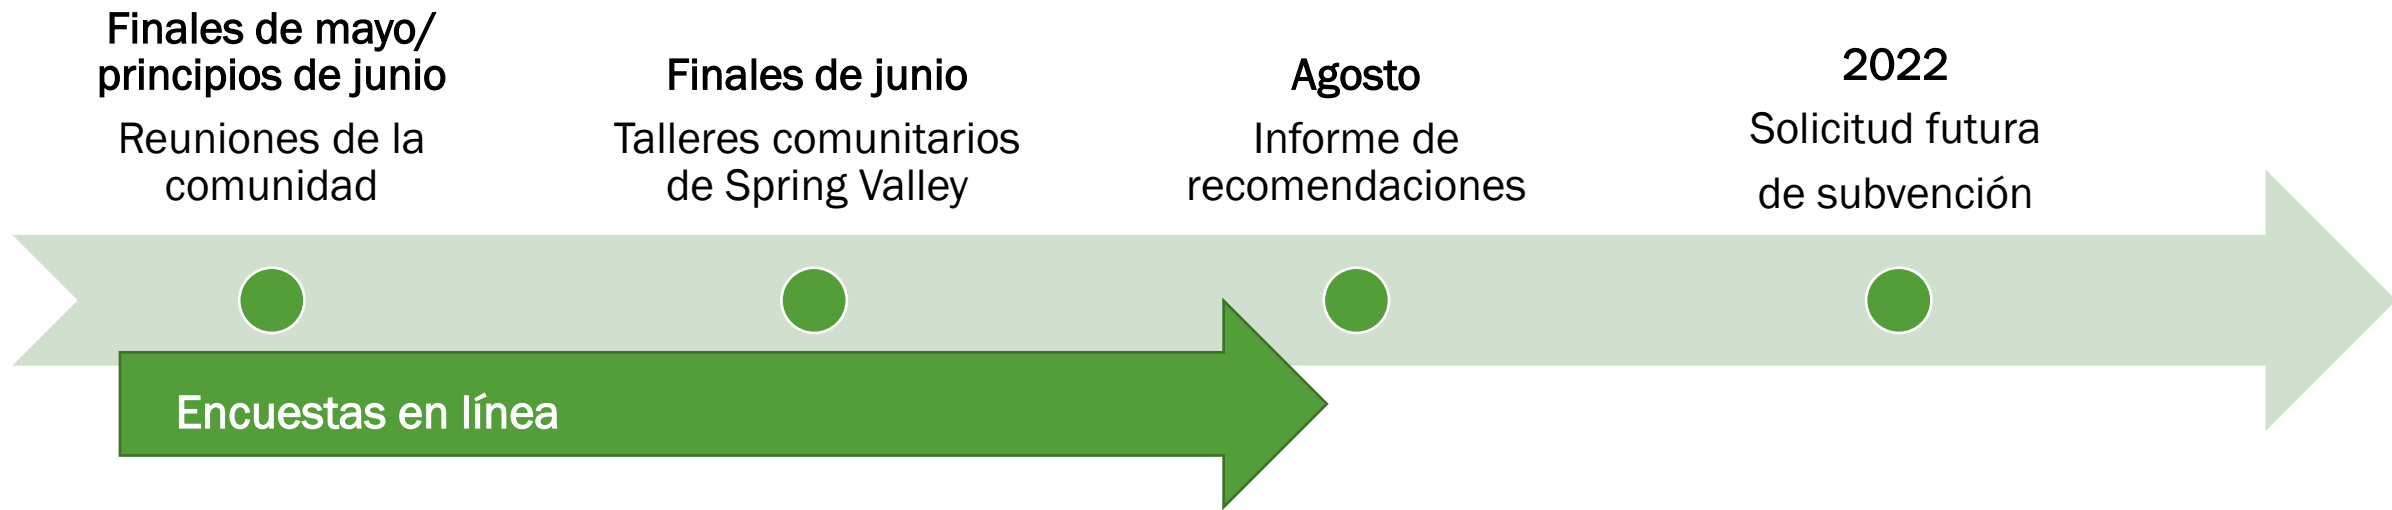 Finales de mayo/
principios de junio
Reuniones de la
comunidad
Finales de junio
Talleres comunitarios
de Spring Valley
Agosto
Informe de
recomendaciones
2022
Solicitud futura
de subvención
Encuestas en línea